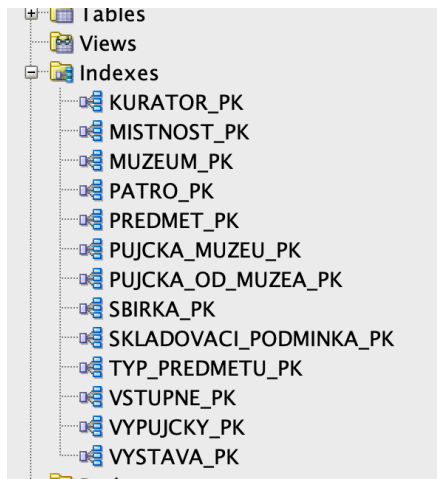 Tables
Views
Indexes
KURATOR_PK
MISTNOST_PK
MUZEUM_PK
PATRO_PK
PREDMET_PK
PUJCKA_MUZEU_PK
PUJCKA_OD_MUZEA_PK
SBIRKA_PK
SKLADOVACI_PODMINKA_PK
TYP_PREDMETU_PK
VSTUPNE_PK
VYPUJCKY_PK
VYSTAVA_PK